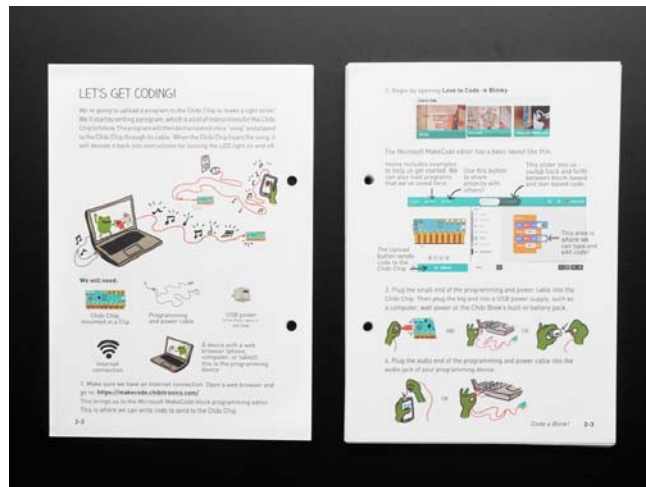 LET'S GET CODING!
We're going to upload a program to the Chibi Chip to make a light blink!
We'll start by writing a program, which is a list of instructions for the Chibi
Chip to follow. The program will then be translated into a "song" and played
to the Chibi Chip through its cable. When the Chibi Chip hears the song, it
will decode it back into instructions for turning the LED light on and off.
We will need:
Chibi Chip,
mounted in a Clip
Programming
and power cable
USB power
Internet
connection
A device with a web
browser (phone,
computer, or tablet):
this is the programming
device
1. Make sure we have an Internet connection. Open a web browser and
go to: https://makecode.chibitronics.com/
This brings us to the Microsoft MakeCode block programming editor.
This is where we can write code to send to the Chibi Chip.
2-2
2. Begin by opening Love to Code → Blinky
The Microsoft MakeCode editor has a basic layout like this:
Home includes examples
to help us get started. We
can also find programs
that we've saved here.
Use this button
to share
projects with
others!
This slider lets us
switch back and forth
between block-based
and text-based code.
The Upload
button sends
code to the
Chibi Chip
This area is
where we
can type and
edit code!
3. Plug the small end of the programming and power cable into the
Chibi Chip. Then plug the big end into a USB power supply, such as
a computer, wall power or the Chibi Book's built-in battery pack.
AND
OR
4. Plug the audio end of the programming and power cable into the
audio jack of your programming device.
OR
Code a Blink! 2-3